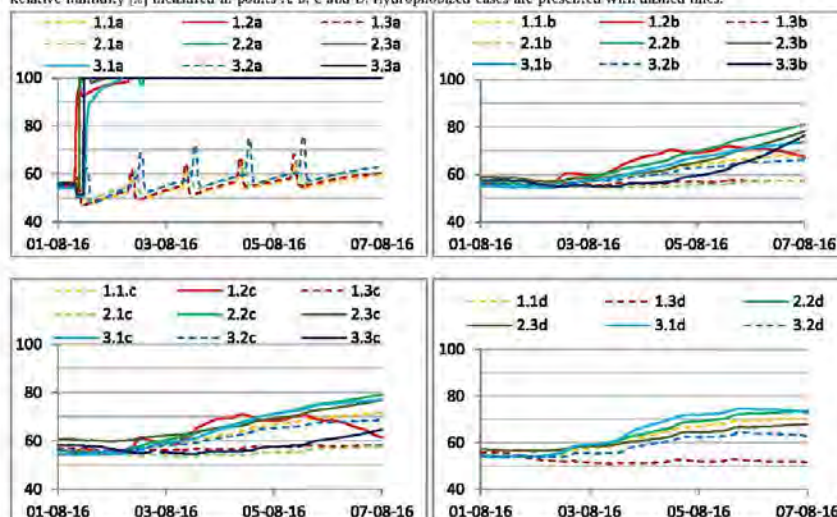 Relative humidity [%] measured in points A, B, C and D. Hydrophobized cases are presented with dashed lines.
1.1a 1.2a 1.3a
2.1a 2.2a 2.3a
3.1a 3.2a 3.3a
100
80
60
40
01-08-16 03-08-16 05-08-16 07-08-16
1.1.b 1.2b 1.3b
2.1b 2.2b 2.3b
3.1b 3.2b 3.3b
100
80
60
40
01-08-16 03-08-16 05-08-16 07-08-16
1.1.c 1.2c 1.3c
2.1c 2.2c 2.3c
3.1c 3.2c 3.3c
100
80
60
40
01-08-16 03-08-16 05-08-16 07-08-16
1.1d 1.3d 2.2d
2.3d 3.1d 3.2d
100
80
60
40
01-08-16 03-08-16 05-08-16 07-08-16